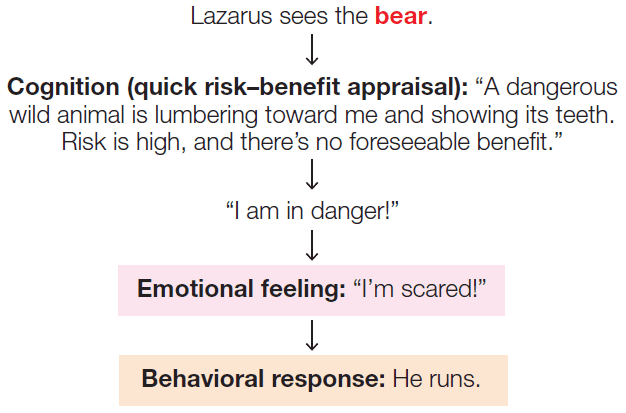 Lazarus sees the bear.
Cognition (quick risk–benefit appraisal): “A dangerous
wild animal is lumbering toward me and showing its teeth.
Risk is high, and there’s no foreseeable benefit.”
“I am in danger!”
Emotional feeling: “I’m scared!”
Behavioral response: He runs.